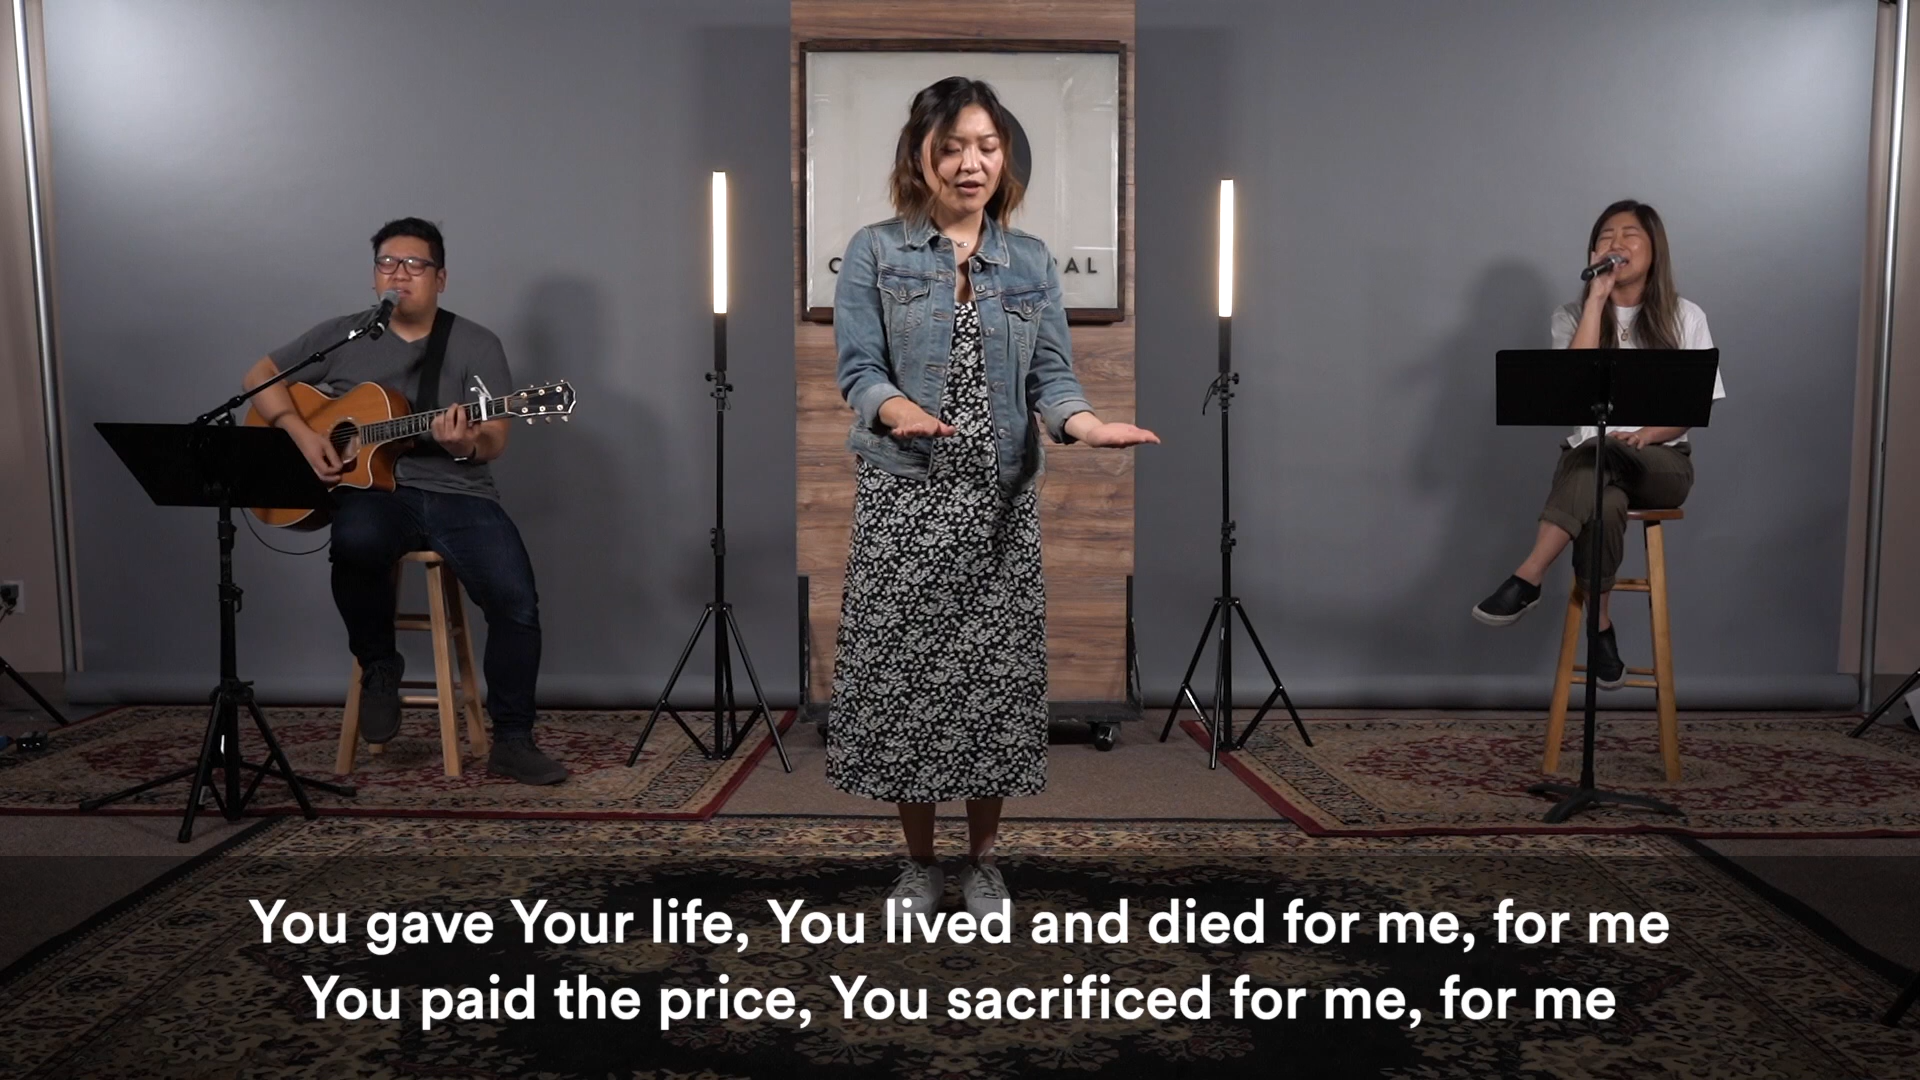 You gave Your life, You lived and died for me, for me
You paid the price, You sacrificed for me, for me